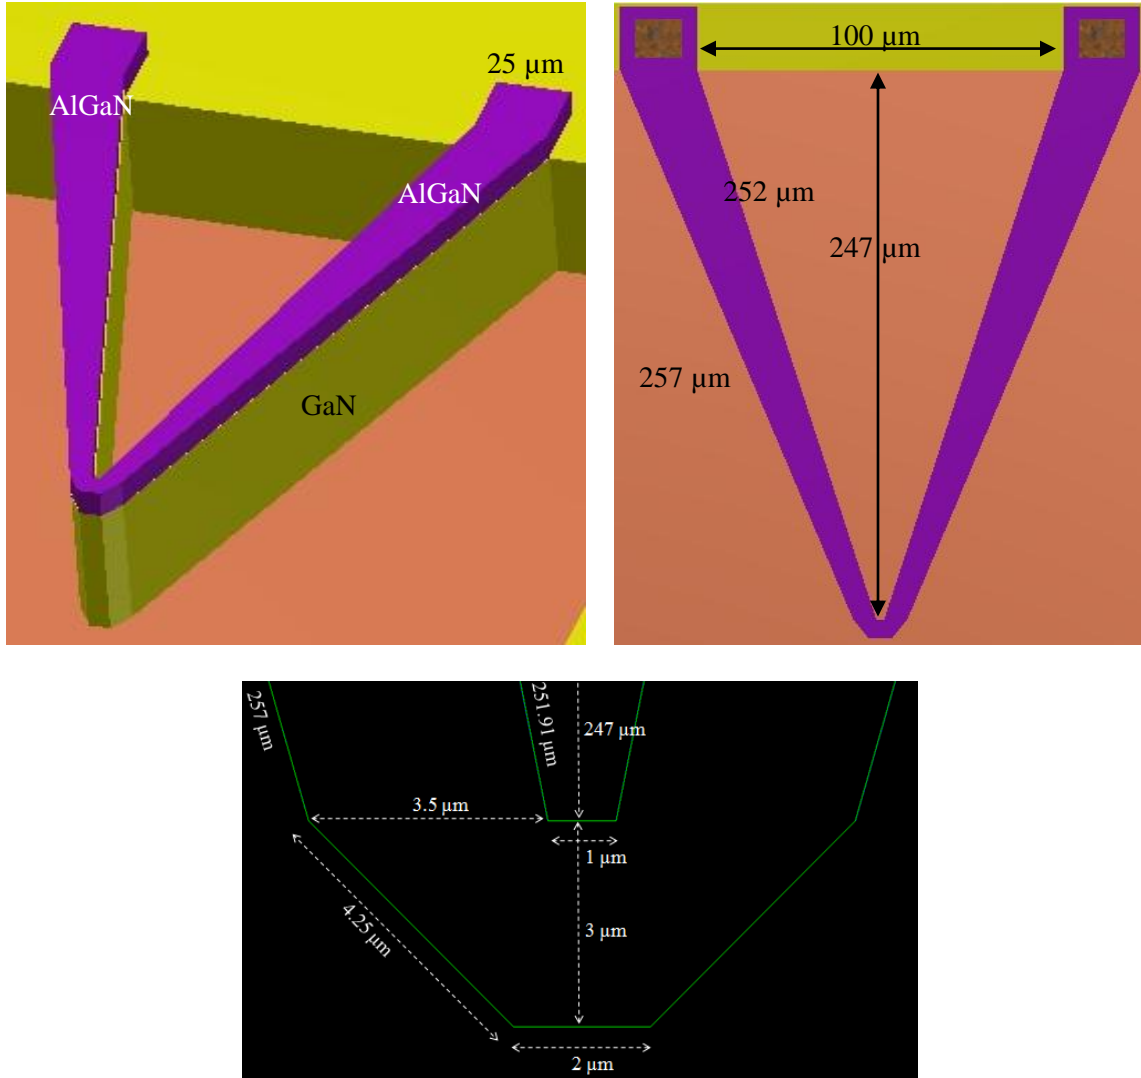 25 µm
AlGaN
AlGaN
GaN
100 µm
252 µm
247 µm
257 µm
257 µm
251.91 µm
247 µm
3.5 µm
1 µm
4.25 µm
3 µm
2 µm